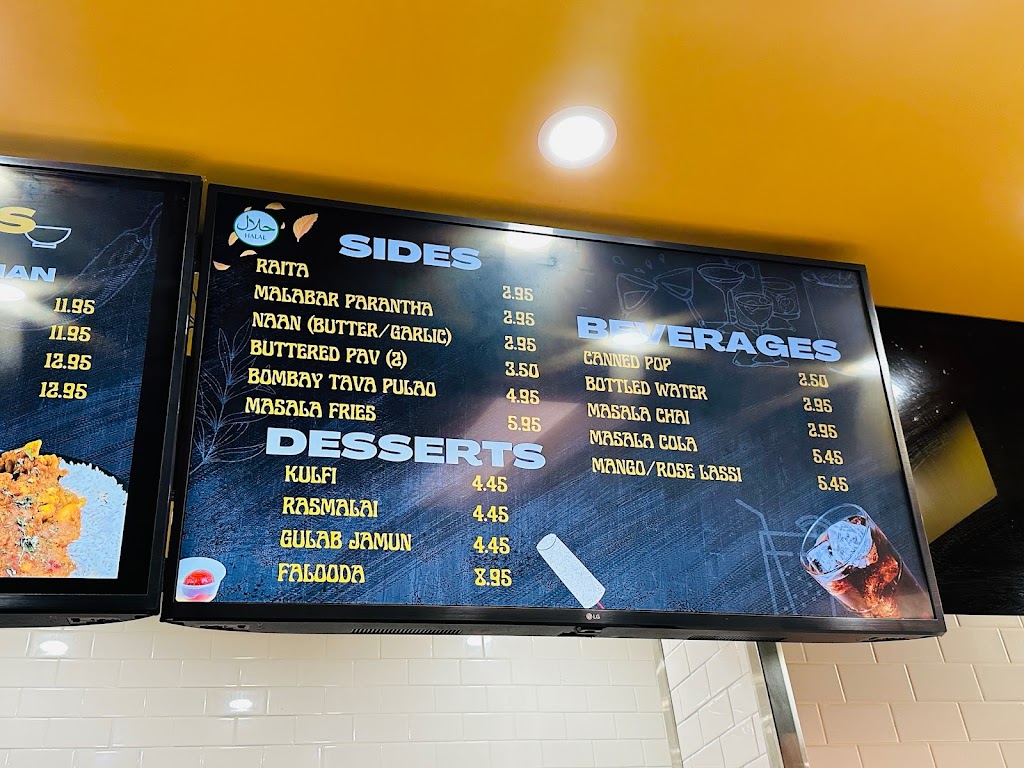 S
IAN
11.95
11.95
12.95
12.95
حلال
HALAL
SIDES
RAITA 2.95
MALABAR PARANTHA 2.95
NAAN (BUTTER/GARLIC) 2.95
BUTTERED PAV (2) 3.50
BOMBAY TAVA PULAO 4.95
MASALA FRIES 5.95
DESSERTS
KULFI 4.45
RASMALAI 4.45
GULAB JAMUN 4.45
FALOODA 8.95
BEVERAGES
CANNED POP 2.50
BOTTLED WATER 2.95
MASALA CHAI 2.95
MASALA COLA 5.45
MANGO/ROSE LASSI 5.45
LG